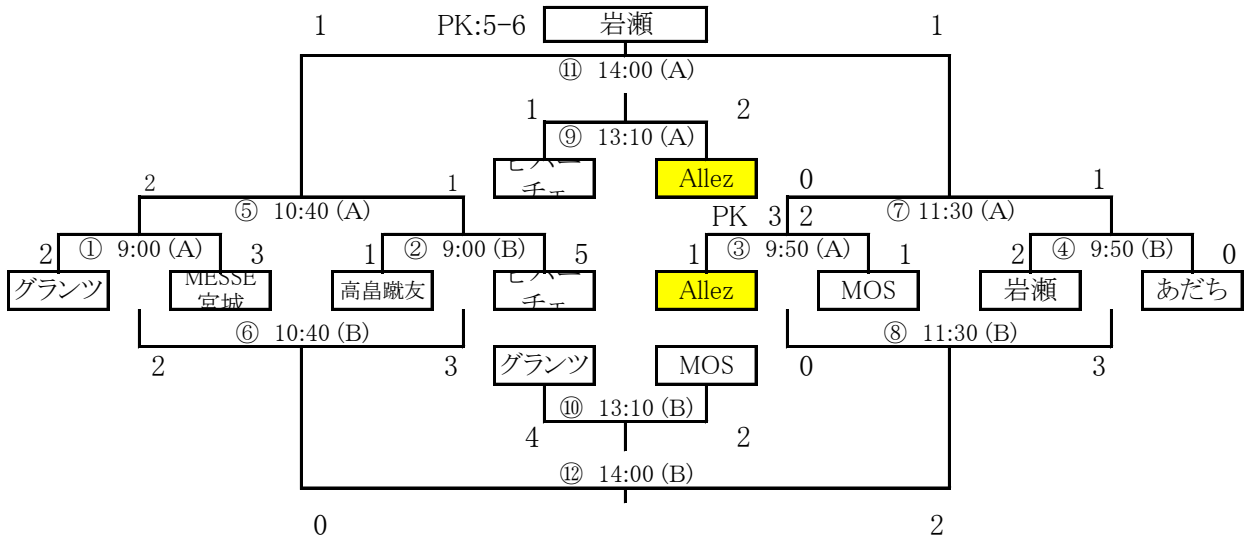 1 PK:5-6 岩瀬 1
⑪ 14:00 (A)
1 2
⑨ 13:10 (A)
Allez
2 1 0 1
⑤ 10:40 (A) PK 3 2 ⑦ 11:30 (A)
2 ① 9:00 (A) 3 1 ② 9:00 (B) 5 1 ③ 9:50 (A) 1 2 ④ 9:50 (B) 0
グランツ MESSE 高畠蹴友 Allez MOS 岩瀬 あだち
宮城
⑥ 10:40 (B) ⑧ 11:30 (B)
2 3 グランツ MOS 0 3
⑩ 13:10 (B)
4 2
⑫ 14:00 (B)
0 2